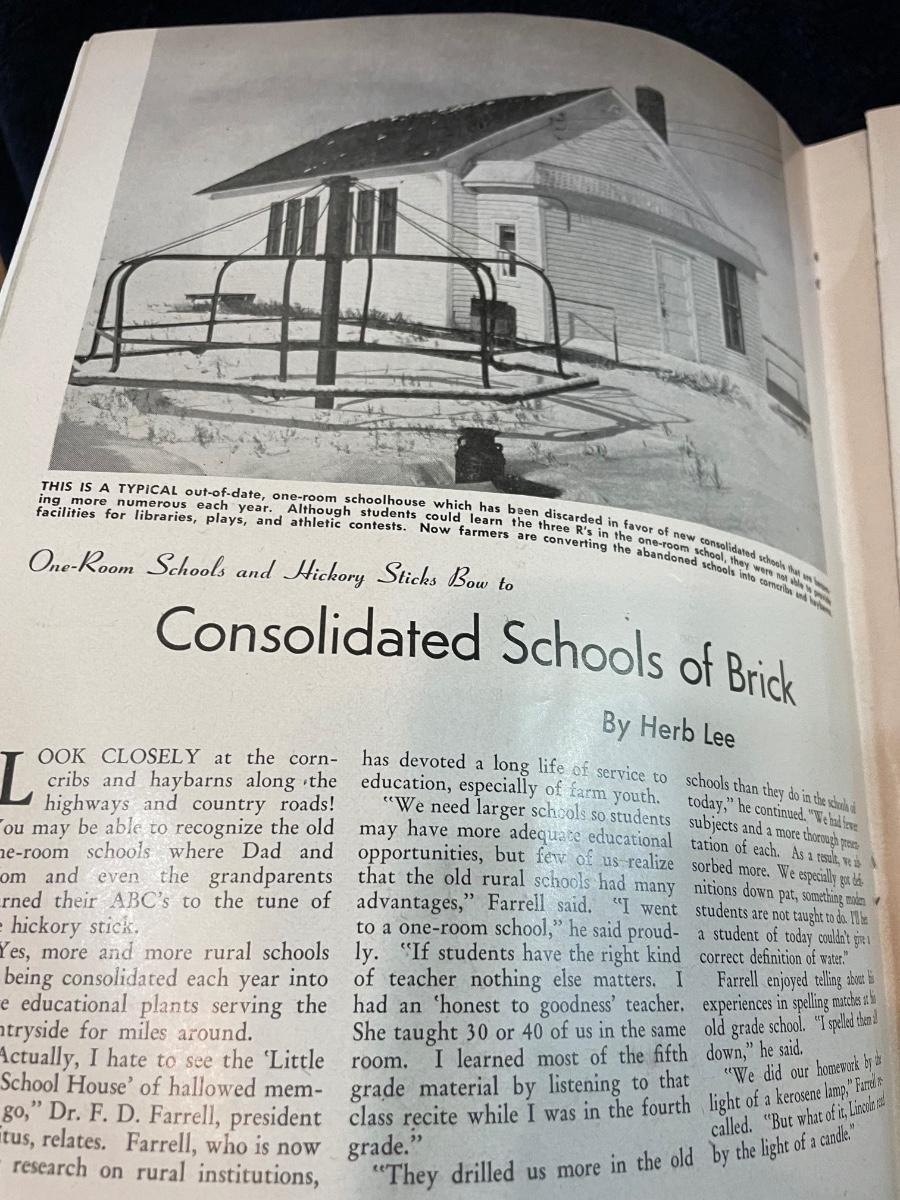 THIS IS A TYPICAL out-of-date, one-room schoolhouse which has been discarded in favor of new consolidated schools that are becom-
ing more numerous each year. Although students could learn the three R's in the one-room school, they were not able to provide
facilities for libraries, plays, and athletic contests. Now farmers are converting the abandoned schools into corncribs and haybarns.
One-Room Schools and Hickory Sticks Bow to
Consolidated Schools of Brick
By Herb Lee
LOOK CLOSELY at the corn-
cribs and haybarns along the
highways and country roads!
ou may be able to recognize the old
ne-room schools where Dad and
om and even the grandparents
rned their ABC's to the tune of
e hickory stick.
Yes, more and more rural schools
being consolidated each year into
e educational plants serving the
ntryside for miles around.
Actually, I hate to see the 'Little
School House' of hallowed mem-
go," Dr. F. D. Farrell, president
itus, relates. Farrell, who is now
research on rural institutions,
has devoted a long life of service to
education, especially of farm youth.
"We need larger schools so students
may have more adequate educational
opportunities, but few of us realize
that the old rural schools had many
advantages," Farrell said. "I went
to a one-room school," he said proud-
ly. "If students have the right kind
of teacher nothing else matters. I
had an 'honest to goodness' teacher.
She taught 30 or 40 of us in the same
room. I learned most of the fifth
grade material by listening to that
class recite while I was in the fourth
grade."
"They drilled us more in the old
schools than they do in the schools of
today," he continued. "We had fewer
subjects and a more thorough presen-
tation of each. As a result, we ab-
sorbed more. We especially got defi-
nitions down pat, something modern
students are not taught to do. I'll bet
a student of today couldn't give a
correct definition of water."
Farrell enjoyed telling about his
experiences in spelling matches at his
old grade school. "I spelled them all
down," he said.
"We did our homework by the
light of a kerosene lamp," Farrell re-
called. "But what of it, Lincoln read
by the light of a candle."